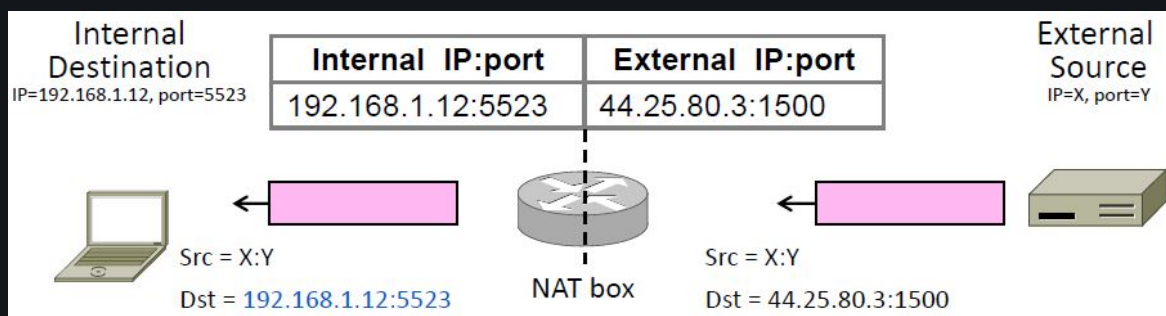 Internal
Destination
IP=192.168.1.12, port=5523
Internal IP:port External IP:port
192.168.1.12:5523 44.25.80.3:1500
External
Source
IP=X, port=Y
Src = X:Y
Dst = 192.168.1.12:5523
NAT box
Src = X:Y
Dst = 44.25.80.3:1500